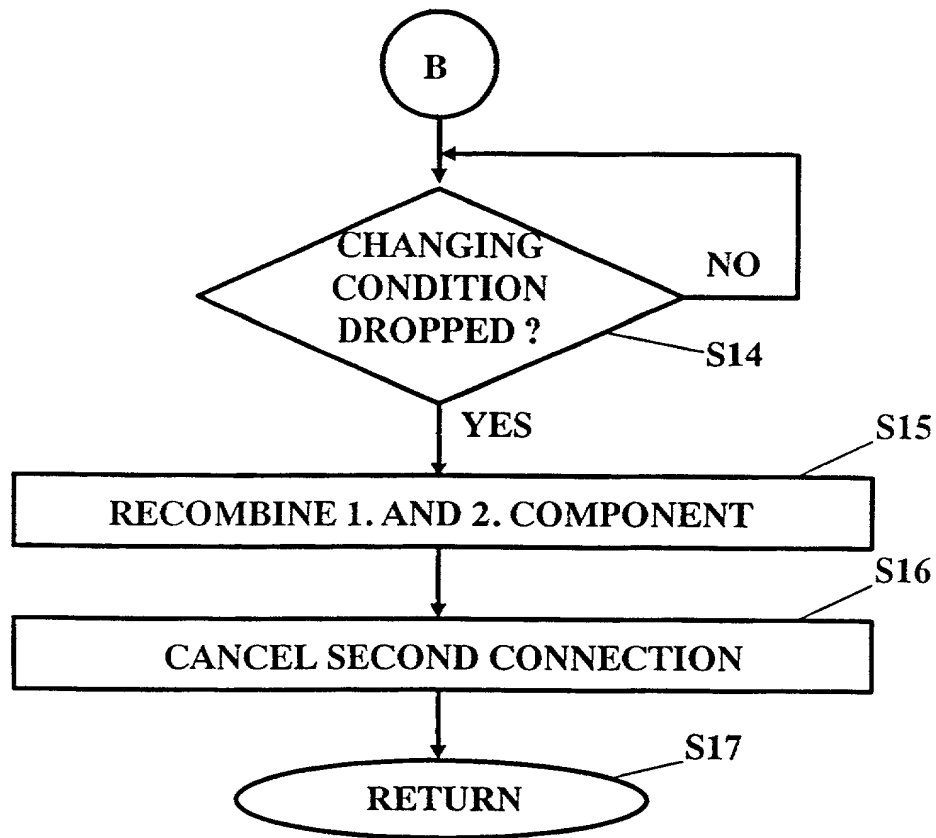 B
CHANGING
CONDITION
DROPPED ?
NO
S14
YES
S15
RECOMBINE 1. AND 2. COMPONENT
S16
CANCEL SECOND CONNECTION
S17
RETURN